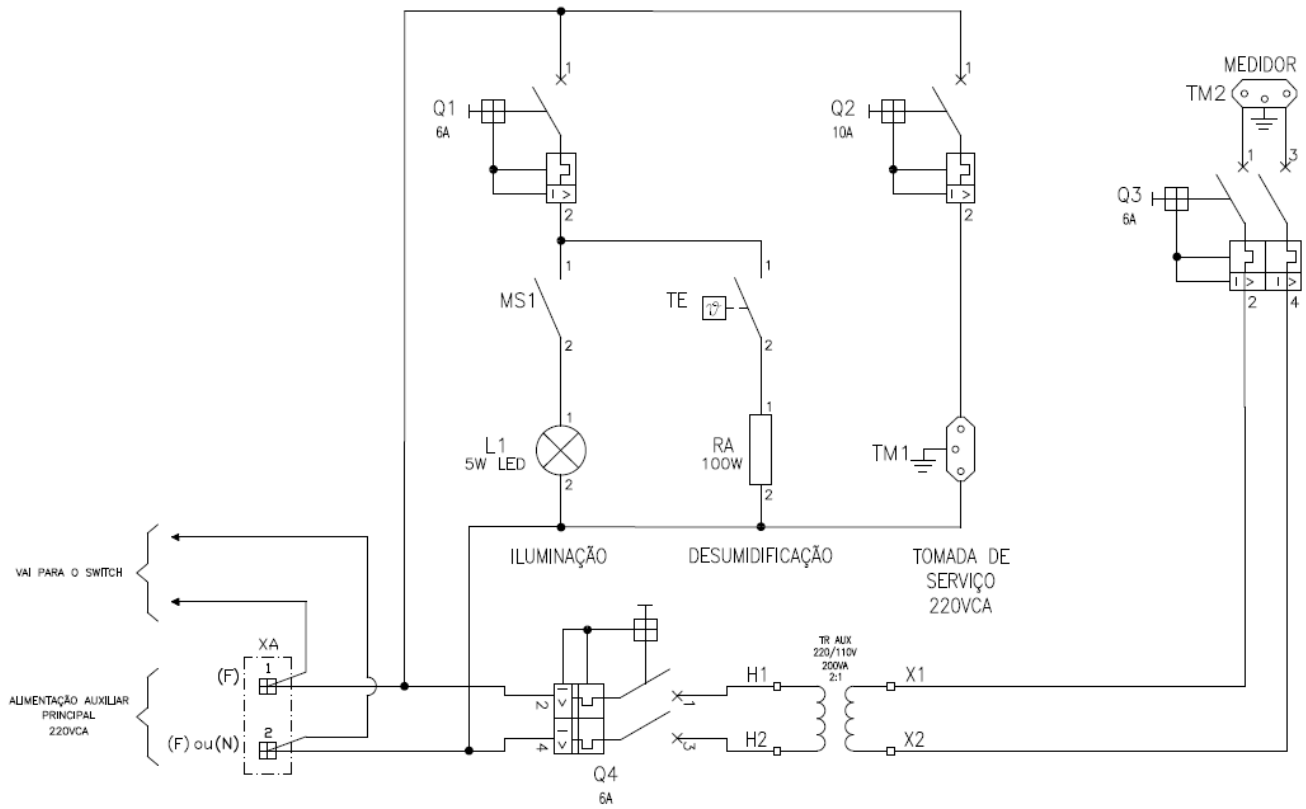 1
1
MEDIDOR
TM2
Q1
6A
Q2
10A
1
3
I >
2
I >
2
Q3
6A
I >
I >
2
4
1
1
MS1
TE
ϑ
2
2
1
1
L1
5W LED
RA
100W
TM1
2
2
ILUMINAÇÃO
DESUMIDIFICAÇÃO
TOMADA DE
SERVIÇO
220VCA
VAI PARA O SWITCH
XA
(F)
1
ALIMENTAÇÃO AUXILIAR
PRINCIPAL
220VCA
(F) ou(N)
2
I >
2
1
I >
4
3
Q4
6A
TR AUX
220/110V
200VA
2:1
H1
X1
H2
X2